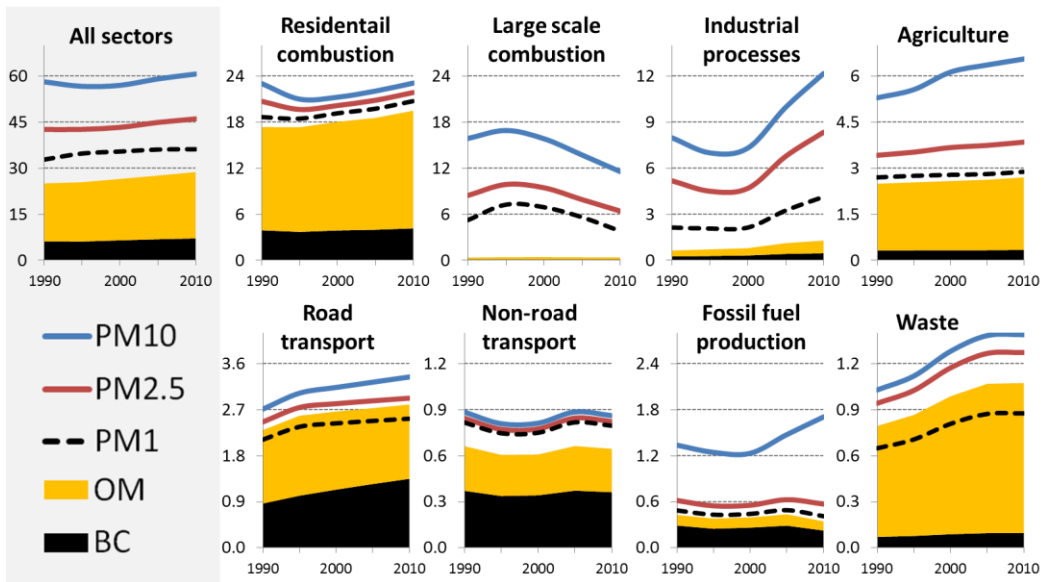 All sectors
60
45
30
15
0
1990 2000 2010
Residentail
combustion
24
18
12
6
0
1990 2000 2010
Large scale
combustion
24
18
12
6
0
1990 2000 2010
Industrial
processes
12
9
6
3
0
1990 2000 2010
Agriculture
6
4.5
3
1.5
0
1990 2000 2010
PM10
PM2.5
PM1
OM
BC
Road
transport
3.6
2.7
1.8
0.9
0.0
1990 2000 2010
Non-road
transport
1.2
0.9
0.6
0.3
0.0
1990 2000 2010
Fossil fuel
production
2.4
1.8
1.2
0.6
0.0
1990 2000 2010
Waste
1.2
0.9
0.6
0.3
0.0
1990 2000 2010